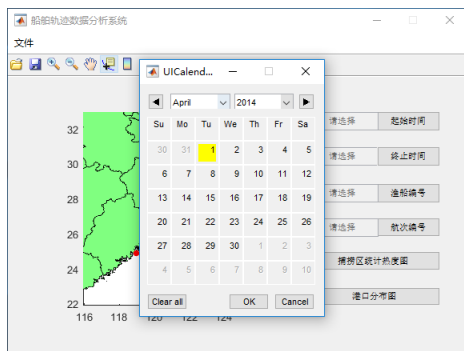 船舶轨迹数据分析系统
文件
UICalend...
April 2014
Su Mo Tu We Th Fr Sa
30 31 1 2 3 4 5
6 7 8 9 10 11 12
13 14 15 16 17 18 19
20 21 22 23 24 25 26
27 28 29 30 1 2 3
4 5 6 7 8 9 10
Clear all OK Cancel
请选择 起始时间
请选择 终止时间
请选择 渔船编号
请选择 航次编号
捕捞区统计热度图
港口分布图
32
30
28
26
24
22
116 118 120 122 124